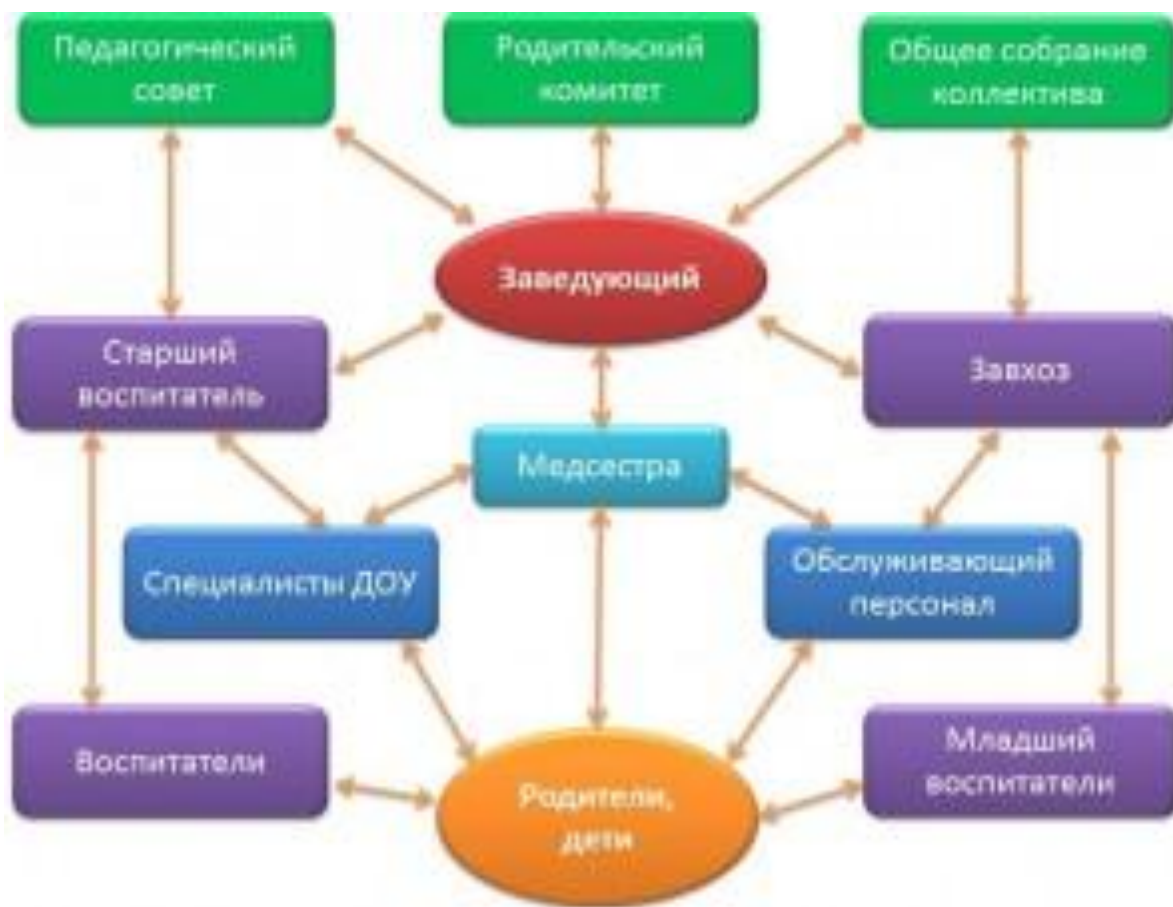 Педагогический
совет
Родительский
комитет
Общее собрание
коллектива
Заведующий
Старший
воспитатель
Завхоз
Медсестра
Специалисты ДОУ
Обслуживающий
персонал
Воспитатели
Младший
воспитатели
Родители,
дети